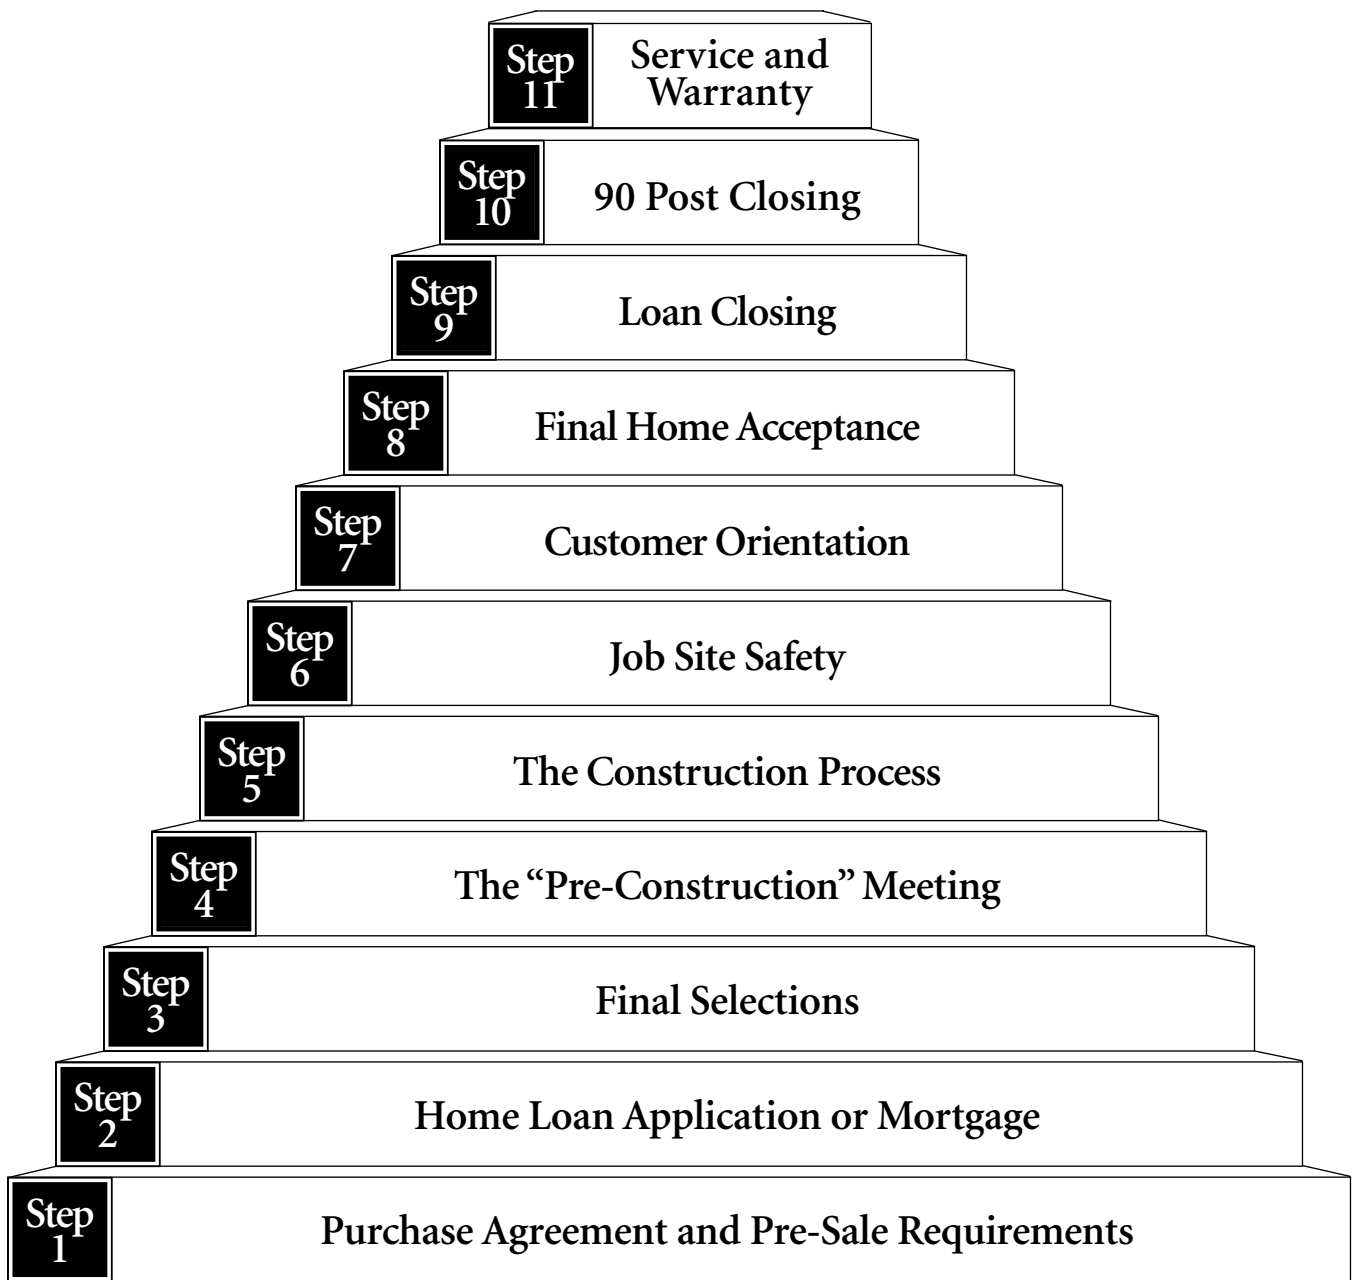 Step
11
Service and
Warranty
Step
10
90 Post Closing
Step
9
Loan Closing
Step
8
Final Home Acceptance
Step
7
Customer Orientation
Step
6
Job Site Safety
Step
5
The Construction Process
Step
4
The “Pre-Construction” Meeting
Step
3
Final Selections
Step
2
Home Loan Application or Mortgage
Step
1
Purchase Agreement and Pre-Sale Requirements